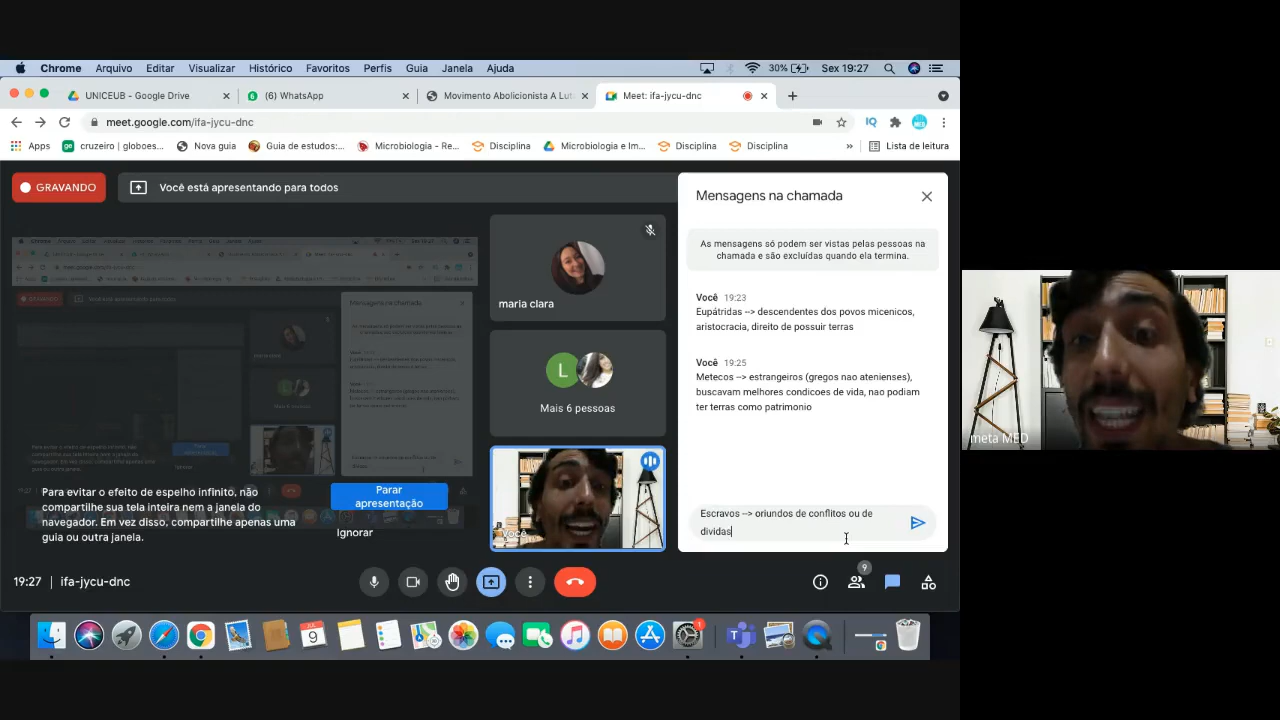 Chrome Arquivo Editar Visualizar Histórico Favoritos Perfis Guia Janela Ajuda 30% Sex 19:27
UNICEUB - Google Drive (6) WhatsApp Movimento Abolicionista A Lut Meet: ifa-jycu-dnc
meet.google.com/ifa-jycu-dnc
Apps cruzeiro | globoes... Nova guia Guia de estudos:... Microbiologia - Re... Disciplina Microbiologia e Im... Disciplina Disciplina » Lista de leitura
GRAVANDO
Você está apresentando para todos
maria clara
L
Mais 6 pessoas
Você
Para evitar o efeito de espelho infinito, não
compartilhe sua tela inteira nem a janela do
navegador. Em vez disso, compartilhe apenas uma
guia ou outra janela.
Parar
apresentação
Ignorar
Mensagens na chamada
As mensagens só podem ser vistas pelas pessoas na
chamada e são excluídas quando ela termina.
Você 19:23
Eupátridas --> descendentes dos povos micenicos,
aristocracia, direito de possuir terras
Você 19:25
Metecos --> estrangeiros (gregos nao atenienses),
buscavam melhores condicoes de vida, nao podiam
ter terras como patrimonio
Escravos --> oriundos de conflitos ou de
dividas
meta MED
19:27 ifa-jycu-dnc
9
JUL
9
1